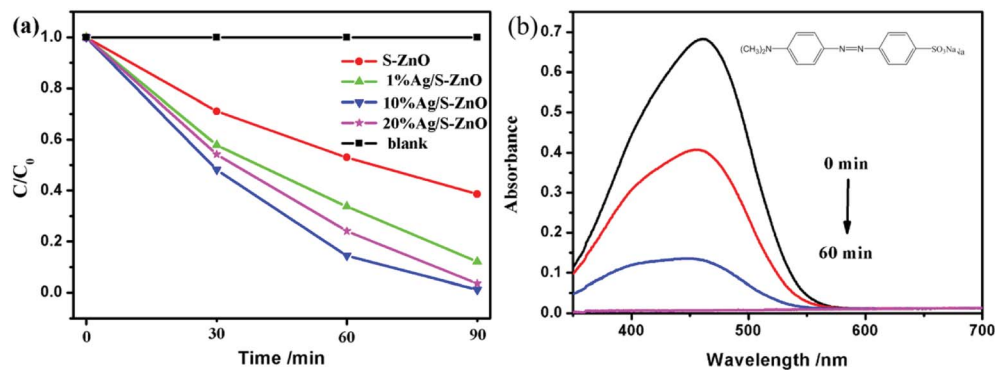 (a)
1.0
0.8
0.6
0.4
0.2
0.0
C/C0
0
30
60
90
Time /min
S-ZnO
1%Ag/S-ZnO
10%Ag/S-ZnO
20%Ag/S-ZnO
blank
(b)
0.7
0.6
0.5
0.4
0.3
0.2
0.1
0.0
Absorbance
400
500
600
700
Wavelength /nm
(CH3)2N
N=N
0 min
60 min